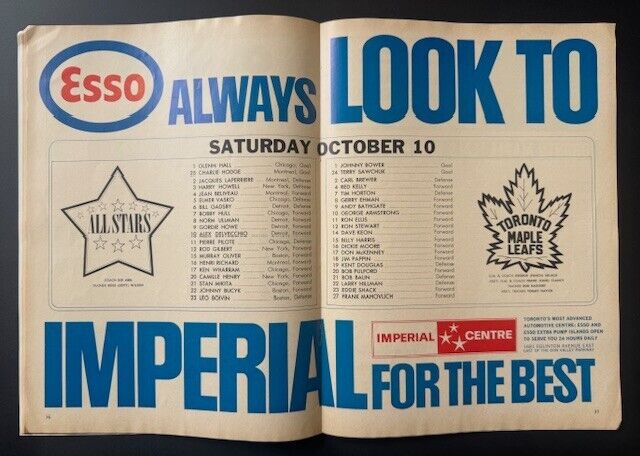 Esso
ALWAYS LOOK TO
SATURDAY OCTOBER 10
1 GLENN HALL Chicago, Goal
25 CHARLIE HODGE Montreal, Goal
2 JACQUES LAPERRIERE Montreal, Defense
3 HARRY HOWELL New York, Defense
4 JEAN BELIVEAU Montreal, Forward
5 ELMER VASKO Chicago, Defense
6 BILL GADSBY Detroit, Defense
7 BOBBY HULL Chicago, Forward
8 NORM ULLMAN Detroit, Forward
9 GORDIE HOWE Detroit, Forward
10 ALEX DELVECCHIO Detroit, Forward
11 PIERRE PILOTE Chicago, Defense
12 ROD GILBERT New York, Forward
15 MURRAY OLIVER Boston, Forward
16 HENRI RICHARD Montreal, Forward
17 KEN WHARRAM Chicago, Forward
20 CAMILLE HENRY New York, Forward
21 STAN MIKITA Chicago, Forward
22 JOHNNY BUCYK Boston, Forward
23 LEO BOIVIN Boston, Defense
ALL STARS
1 JOHNNY BOWER Goal
24 TERRY SAWCHUK Goal
2 CARL BREWER Defense
4 RED KELLY Forward
7 TIM HORTON Defense
8 GERRY EHMAN Forward
9 ANDY BATHGATE Forward
10 GEORGE ARMSTRONG Forward
11 RON ELLIS Forward
12 RON STEWART Forward
14 DAVE KEON Forward
15 BILLY HARRIS Forward
16 DICKIE MOORE Forward
17 DON McKENNEY Forward
18 JIM PAPPIN Forward
19 KENT DOUGLAS Defense
20 BOB PULFORD Forward
21 BOB BAUN Defense
22 LARRY HILLMAN Defense
23 EDDIE SHACK Forward
27 FRANK MAHOVLICH Forward
TORONTO
MAPLE
LEAFS
IMPERIAL FOR THE BEST
IMPERIAL CENTRE
TORONTO'S MOST ADVANCED
AUTOMOTIVE CENTRE: ESSO AND
ESSO EXTRA PUMP ISLANDS OPEN
TO SERVE YOU 24 HOURS DAILY
EGLINTON AVENUE EAST
EAST OF THE DON VALLEY PARKWAY